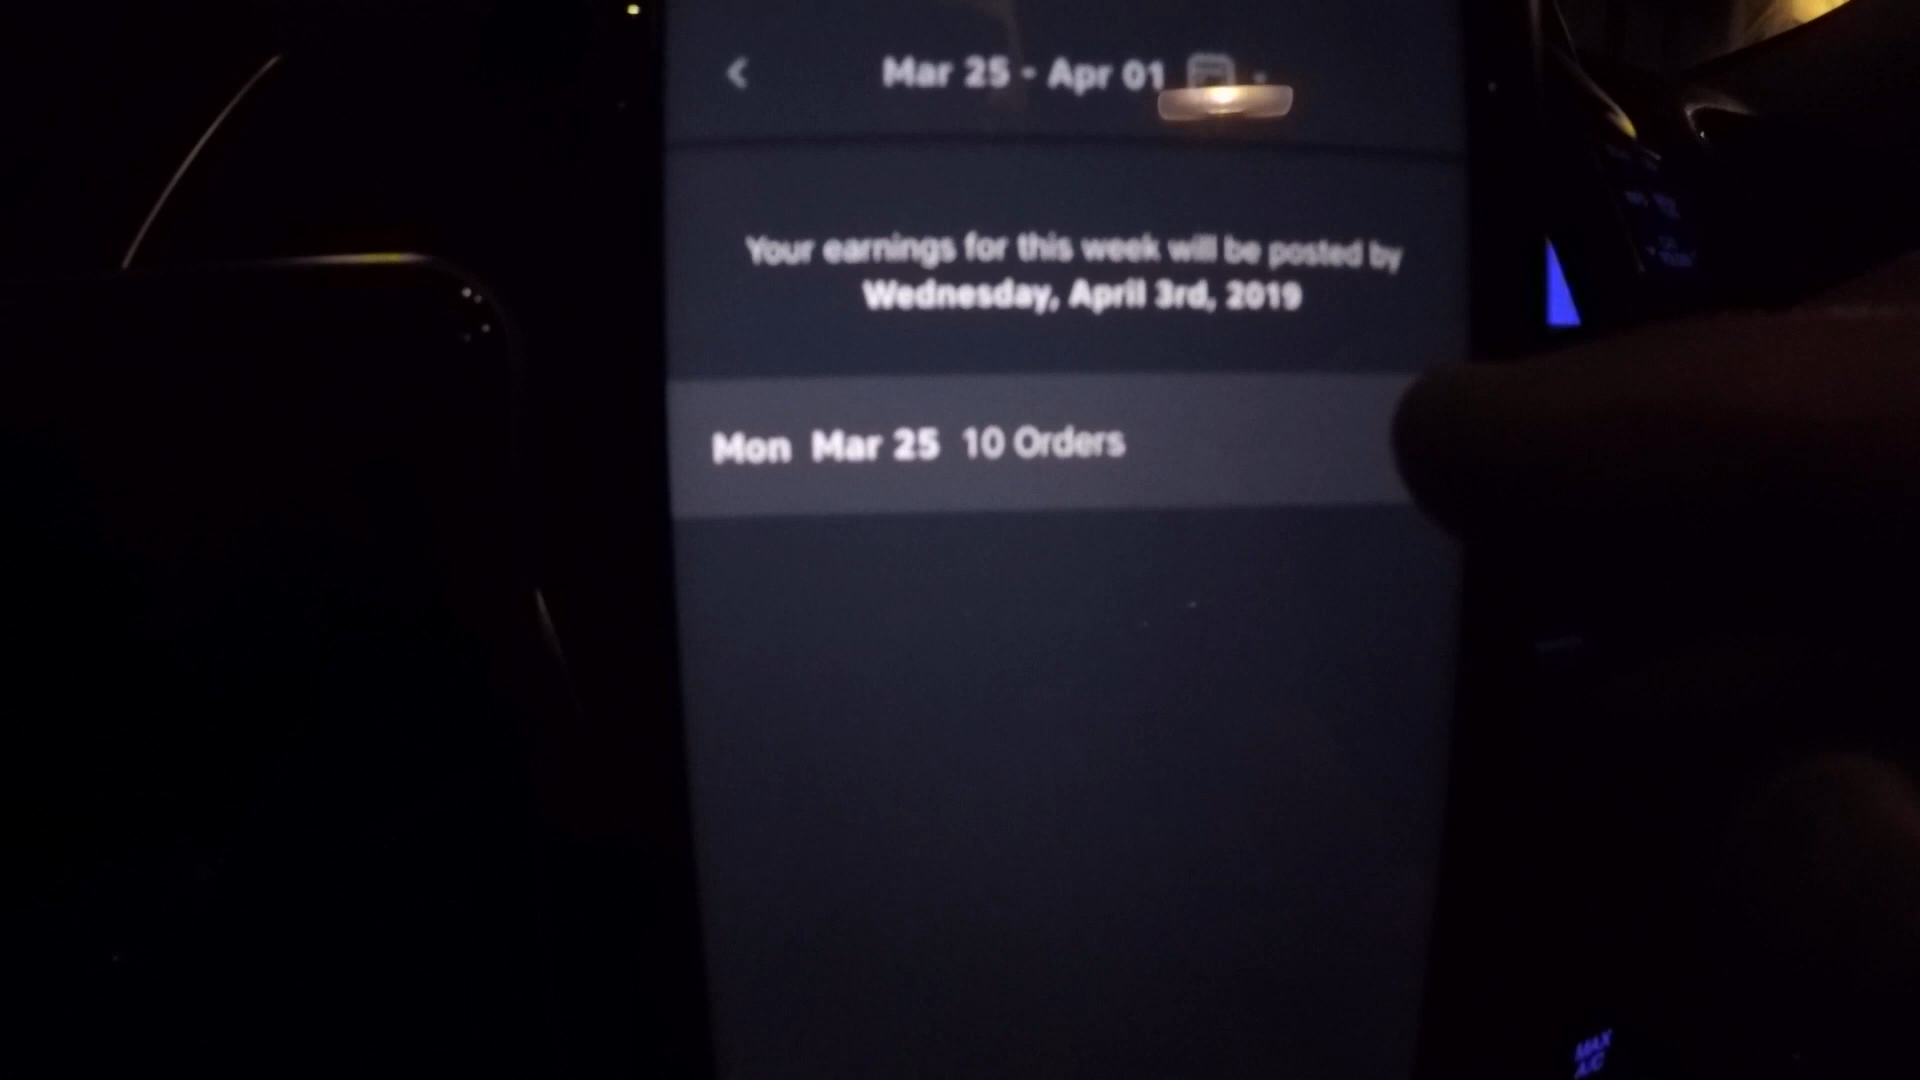 Mar 25 - Apr 01
Your earnings for this week will be posted by
Wednesday, April 3rd, 2019
Mon Mar 25 10 Orders
MAX
A/C